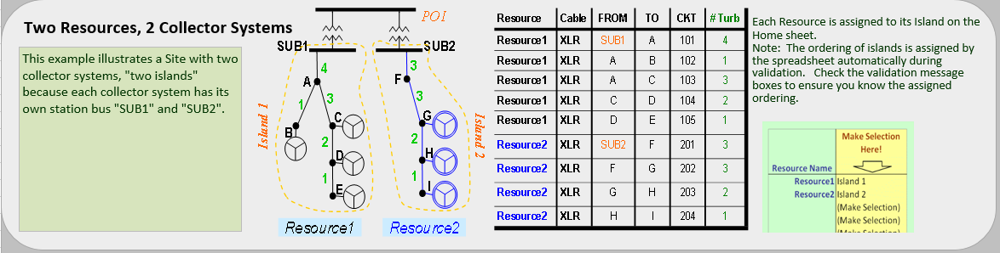 Two Resources, 2 Collector Systems
This example illustrates a Site with two
collector systems, "two islands"
because each collector system has its
own station bus "SUB1" and "SUB2".
POI
SUB1
SUB2
4
A
1
3
B
C
2
D
1
E
Island 1
3
F
3
G
2
H
1
I
Island 2
Resource1
Resource2
Resource Cable FROM TO CKT # Turb
Resource1 XLR SUB1 A 101 4
Resource1 XLR A B 102 1
Resource1 XLR A C 103 3
Resource1 XLR C D 104 2
Resource1 XLR D E 105 1
Resource2 XLR SUB2 F 201 3
Resource2 XLR F G 202 3
Resource2 XLR G H 203 2
Resource2 XLR H I 204 1
Each Resource is assigned to its Island on the
Home sheet.
Note: The ordering of islands is assigned by
the spreadsheet automatically during
validation. Check the validation message
boxes to ensure you know the assigned
ordering.
Make Selection
Here!
Resource Name
Resource1 Island 1
Resource2 Island 2
(Make Selection)
(Make Selection)
(Make Selection)